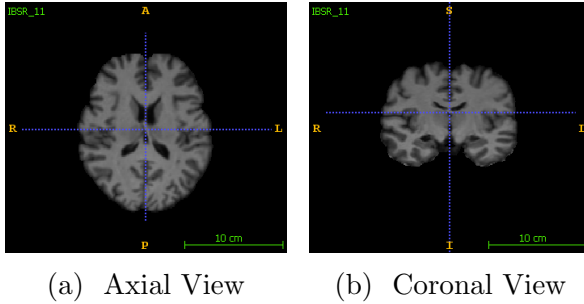 IBSR_11
A
R
L
P
10 cm
(a) Axial View
IBSR_11
S
R
I
10 cm
(b) Coronal View